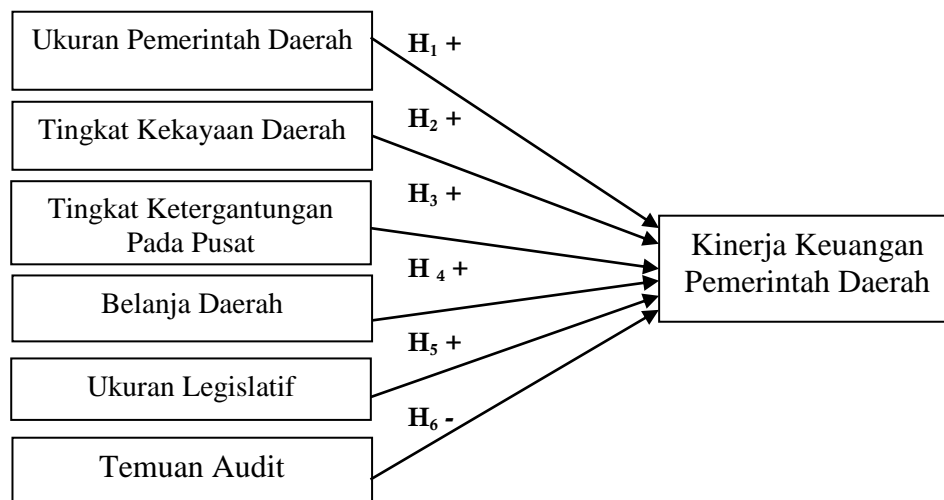 Ukuran Pemerintah Daerah
H₁ +
Tingkat Kekayaan Daerah
H₂ +
Tingkat Ketergantungan
Pada Pusat
H₃ +
Belanja Daerah
H ₄ +
Ukuran Legislatif
H₅ +
Temuan Audit
H₆ -
Kinerja Keuangan
Pemerintah Daerah